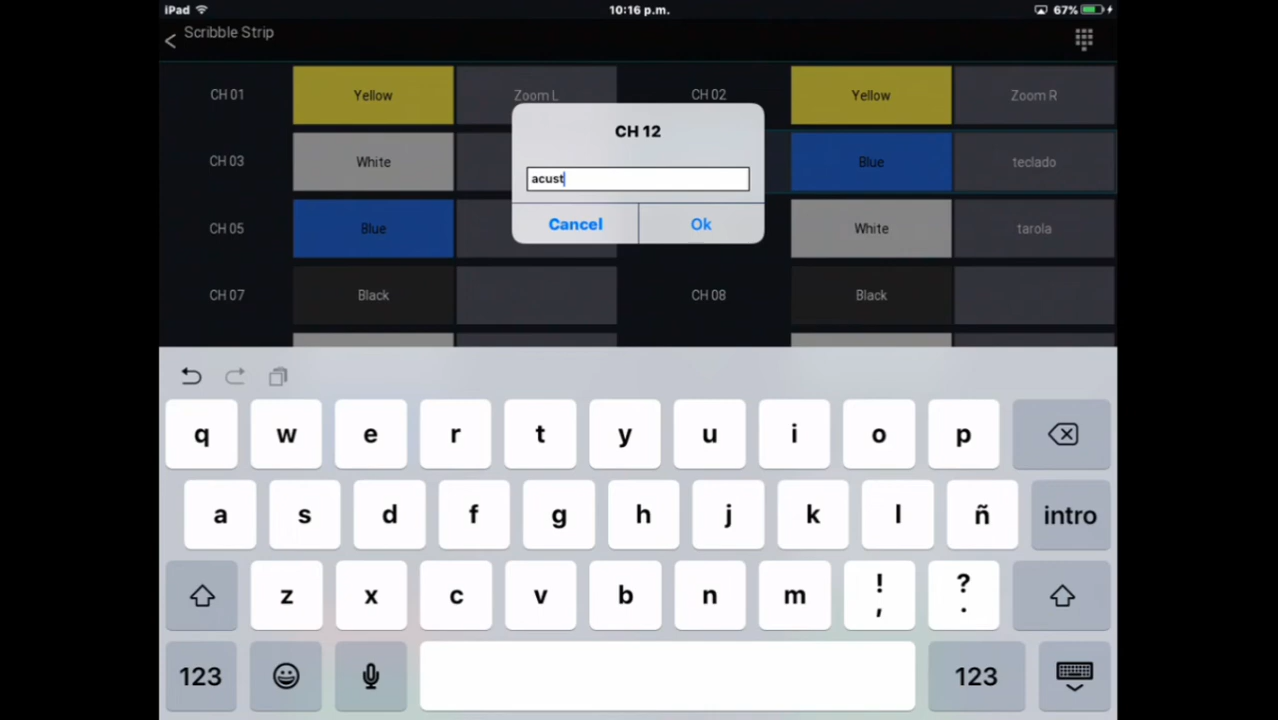 iPad 10:16 p.m. 67%
Scribble Strip
CH 01 Yellow Zoom L CH 02 Yellow Zoom R
CH 12
CH 03 White Blue teclado
acust
CH 05 Blue White tarola
Cancel Ok
CH 07 Black CH 08 Black
q w e r t y u i o p
a s d f g h j k l ñ intro
z x c v b n m ! , ? .
123 123